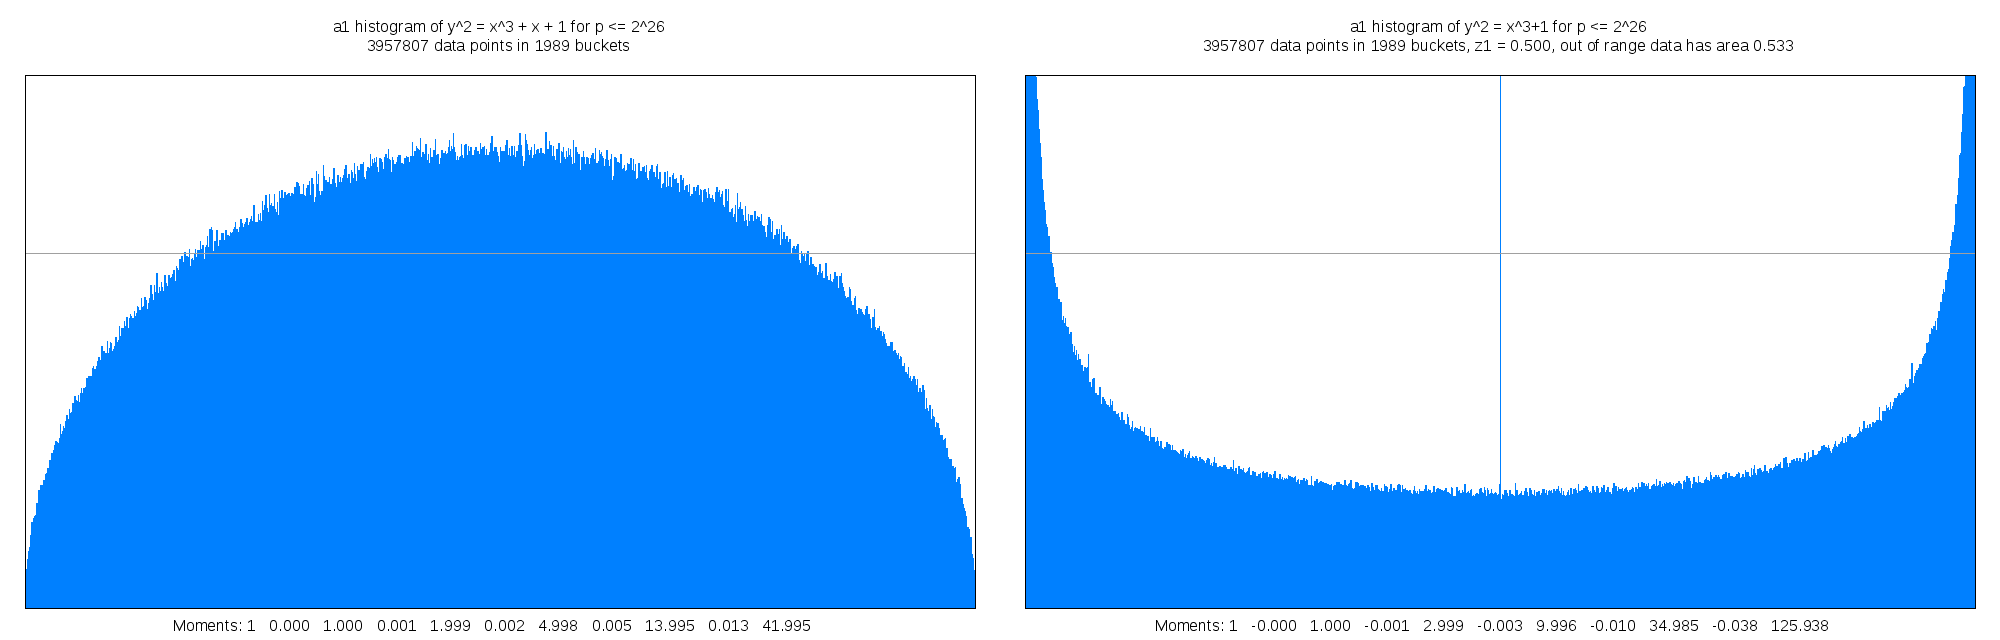 a1 histogram of y^2 = x^3 + x + 1 for p <= 2^26
3957807 data points in 1989 buckets
Moments: 1 0.000 1.000 0.001 1.999 0.002 4.998 0.005 13.995 0.013 41.995
a1 histogram of y^2 = x^3+1 for p <= 2^26
3957807 data points in 1989 buckets, z1 = 0.500, out of range data has area 0.533
Moments: 1 -0.000 1.000 -0.001 2.999 -0.003 9.996 -0.010 34.985 -0.038 125.938